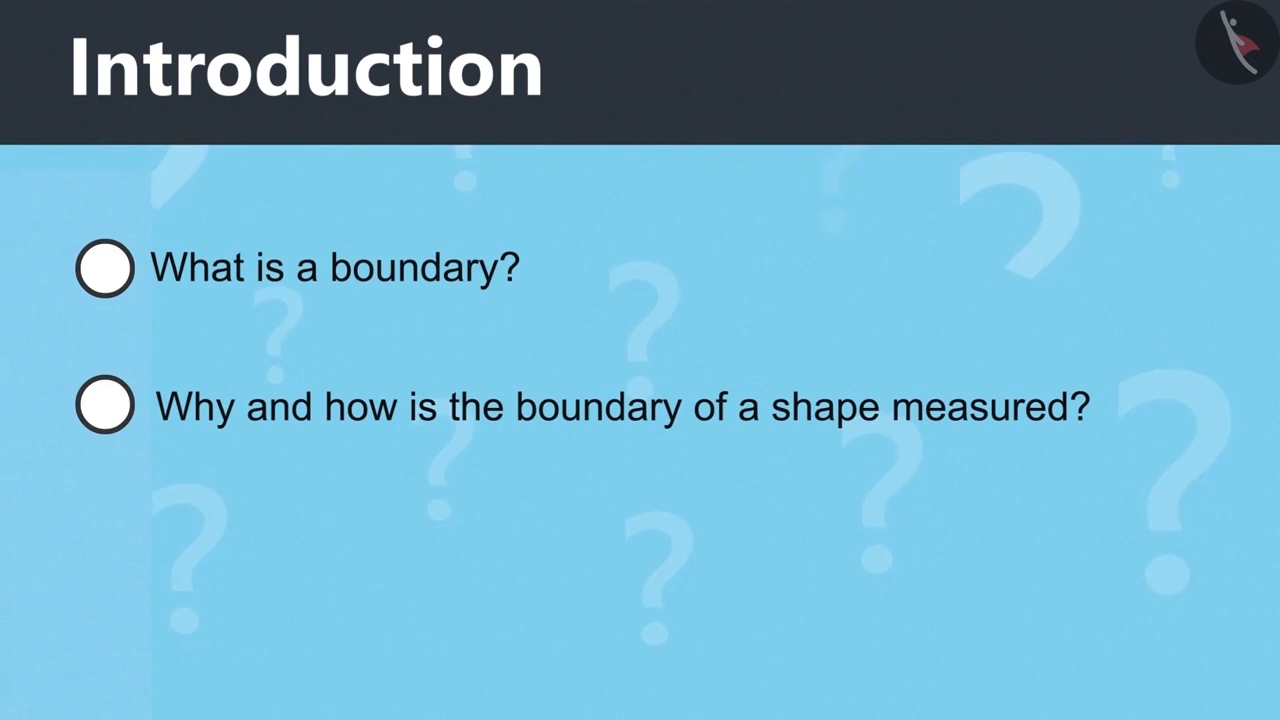 Introduction
What is a boundary?
Why and how is the boundary of a shape measured?